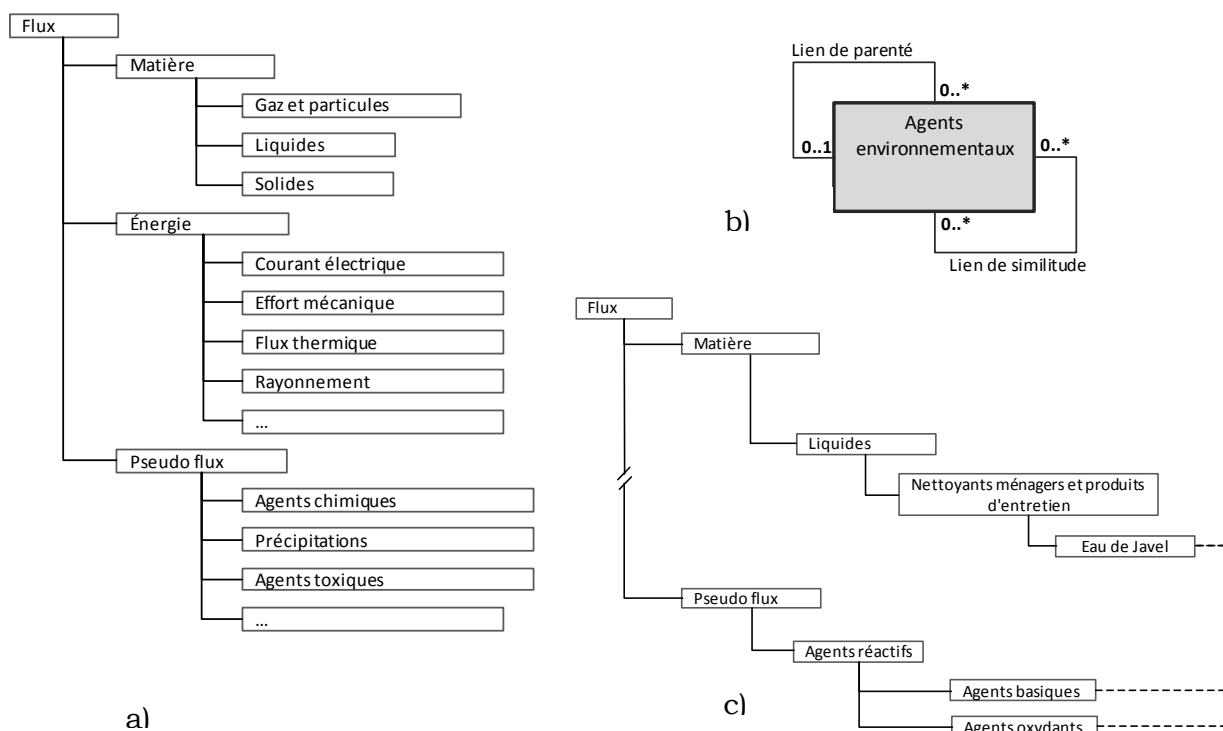 Flux
Matière
Gaz et particules
Liquides
Solides
Énergie
Courant électrique
Effort mécanique
Flux thermique
Rayonnement
...
Pseudo flux
Agents chimiques
Précipitations
Agents toxiques
...
a)
Lien de parenté
0..*
Agents
environnementaux
0..1
0..*
0..*
Lien de similitude
b)
Flux
Matière
Liquides
Nettoyants ménagers et produits
d'entretien
Eau de Javel
Pseudo flux
Agents réactifs
Agents basiques
Agents oxydants
c)